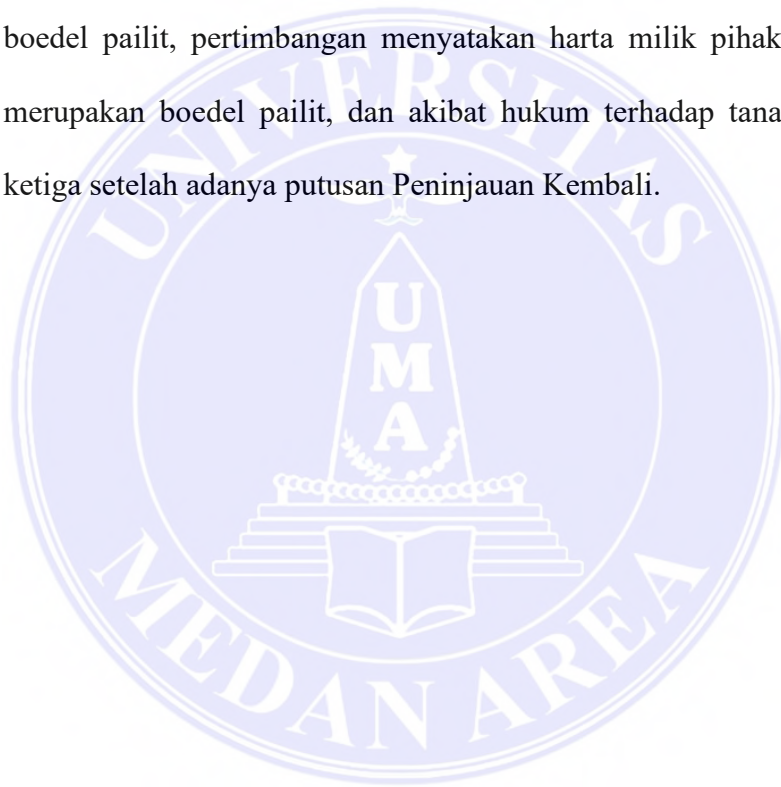 boedel pailit, pertimbangan menyatakan harta milik pihak
merupakan boedel pailit, dan akibat hukum terhadap tana
ketiga setelah adanya putusan Peninjauan Kembali.
UNIVERSITAS
U
M
A
MEDAN AREA